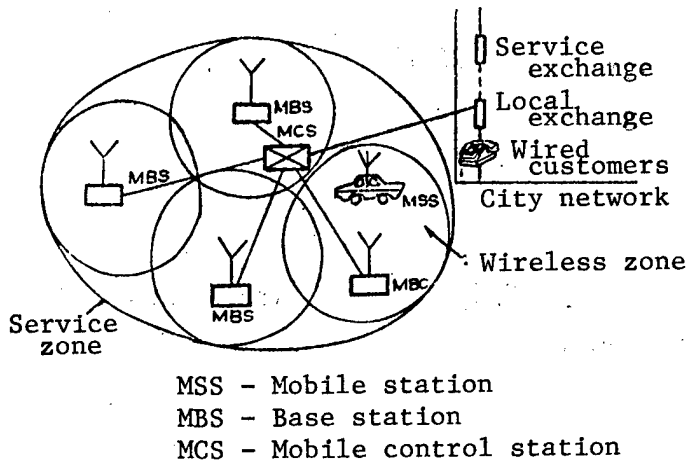 Service
exchange
Local
exchange
Wired
customers
City network
MBS
MCS
MBS
MSS
Wireless zone
MBS
MBC
Service
zone
MSS - Mobile station
MBS - Base station
MCS - Mobile control station